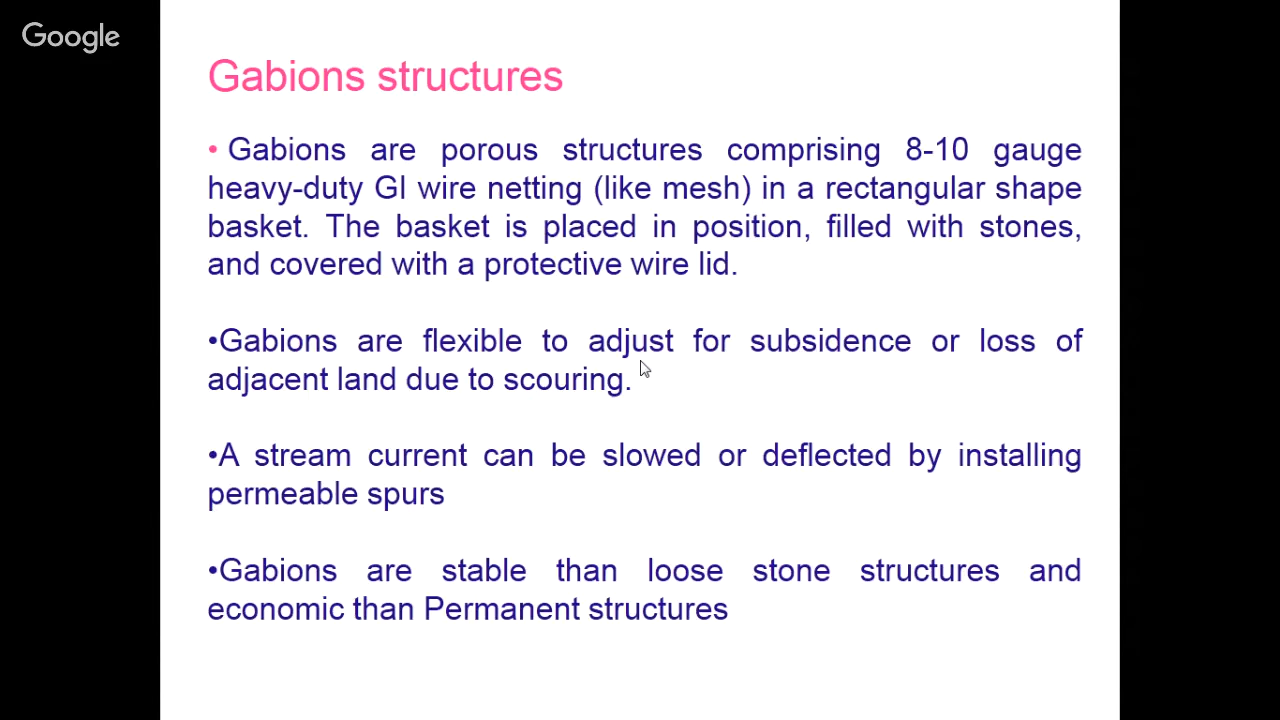 Google
Gabions structures
• Gabions are porous structures comprising 8-10 gauge
heavy-duty GI wire netting (like mesh) in a rectangular shape
basket. The basket is placed in position, filled with stones,
and covered with a protective wire lid.
•Gabions are flexible to adjust for subsidence or loss of
adjacent land due to scouring.
•A stream current can be slowed or deflected by installing
permeable spurs
•Gabions are stable than loose stone structures and
economic than Permanent structures